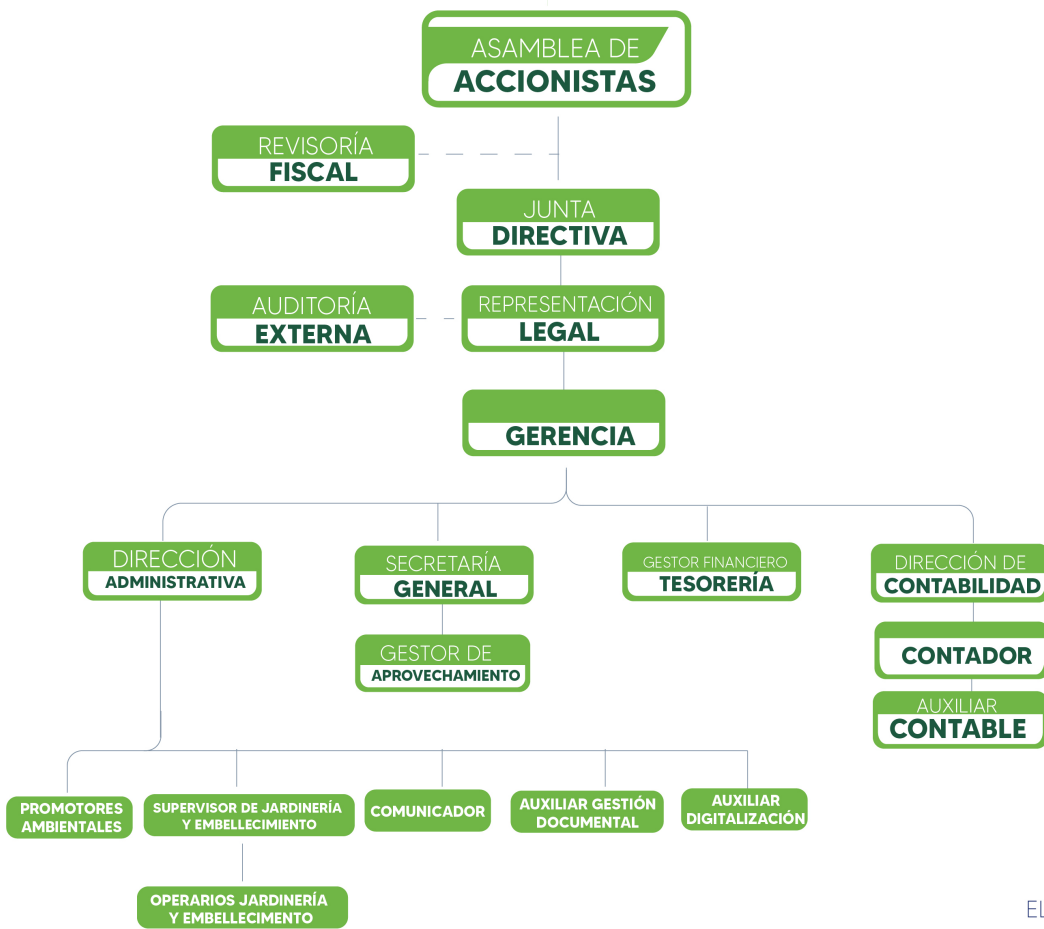 ASAMBLEA DE
ACCIONISTAS
REVISORÍA
FISCAL
JUNTA
DIRECTIVA
AUDITORÍA
EXTERNA
REPRESENTACIÓN
LEGAL
GERENCIA
DIRECCIÓN
ADMINISTRATIVA
SECRETARÍA
GENERAL
GESTOR FINANCIERO
TESORERÍA
DIRECCIÓN DE
CONTABILIDAD
GESTOR DE
APROVECHAMIENTO
CONTADOR
AUXILIAR
CONTABLE
PROMOTORES
AMBIENTALES
SUPERVISOR DE JARDINERÍA
Y EMBELLECIMIENTO
COMUNICADOR
AUXILIAR GESTIÓN
DOCUMENTAL
AUXILIAR
DIGITALIZACIÓN
OPERARIOS JARDINERÍA
Y EMBELLECIMENTO
EL